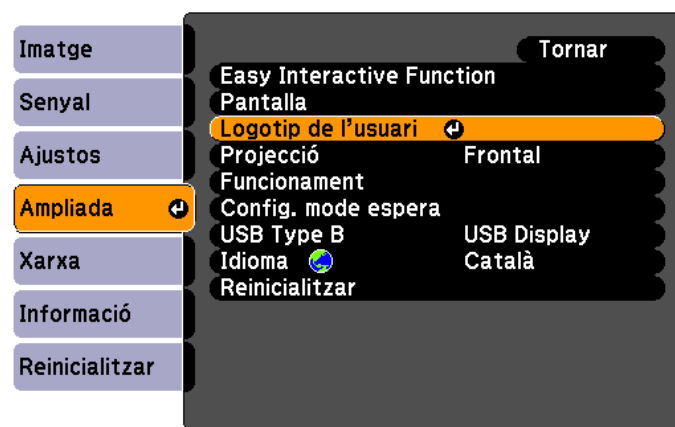 Imatge
Senyal
Ajustos
Ampliada
Xarxa
Informació
Reinicialitzar
Tornar
Easy Interactive Function
Pantalla
Logotip de l'usuari
Projecció Frontal
Funcionament
Config. mode espera
USB Type B USB Display
Idioma Català
Reinicialitzar